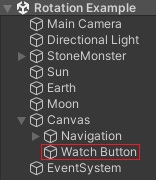 Rotation Example
Main Camera
Directional Light
StoneMonster
Sun
Earth
Moon
Canvas
Navigation
Watch Button
EventSystem